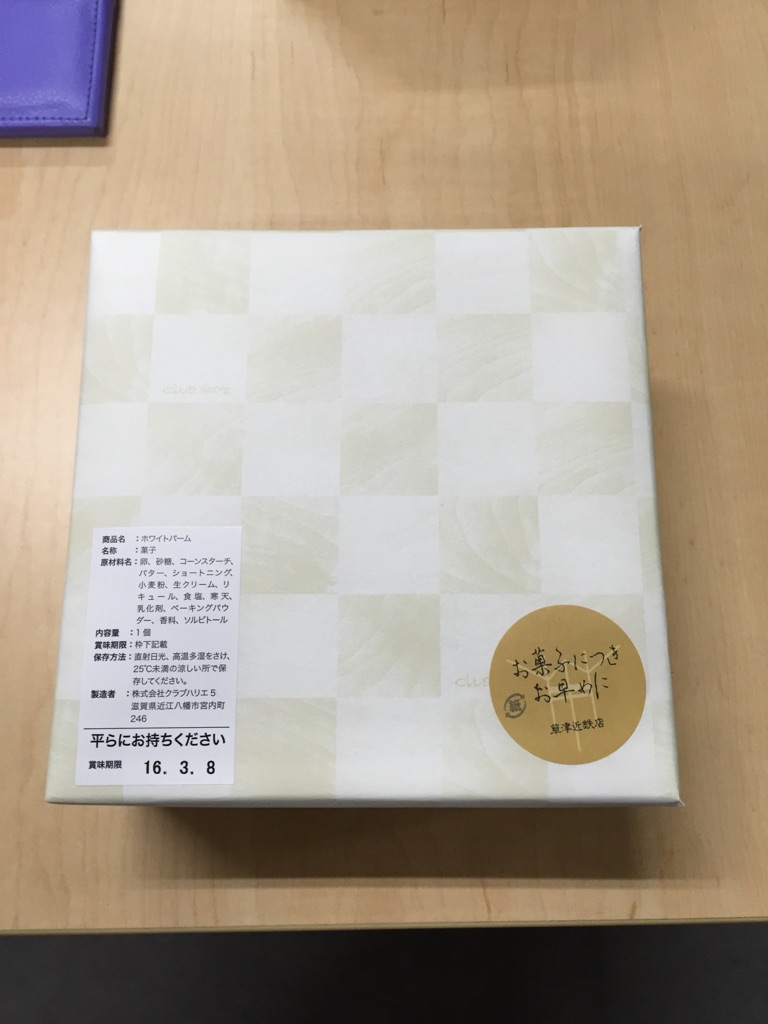 CLUB HARIE
商品名 :ホワイトバーム
名称 :菓子
原材料名:卵、砂糖、コーンスターチ、
バター、ショートニング、
小麦粉、生クリーム、リ
キュール、食塩、寒天、
乳化剤、ベーキングパウ
ダー、香料、ソルビトール
内容量 :1個
賞味期限:枠下記載
保存方法:直射日光、高温多湿をさけ、
25℃未満の涼しい所で保
存してください。
製造者 :株式会社クラブハリエ5
滋賀県近江八幡市宮内町
246
平らにお持ちください
賞味期限 16. 3. 8
お菓子につき
お早めに
草津近鉄店